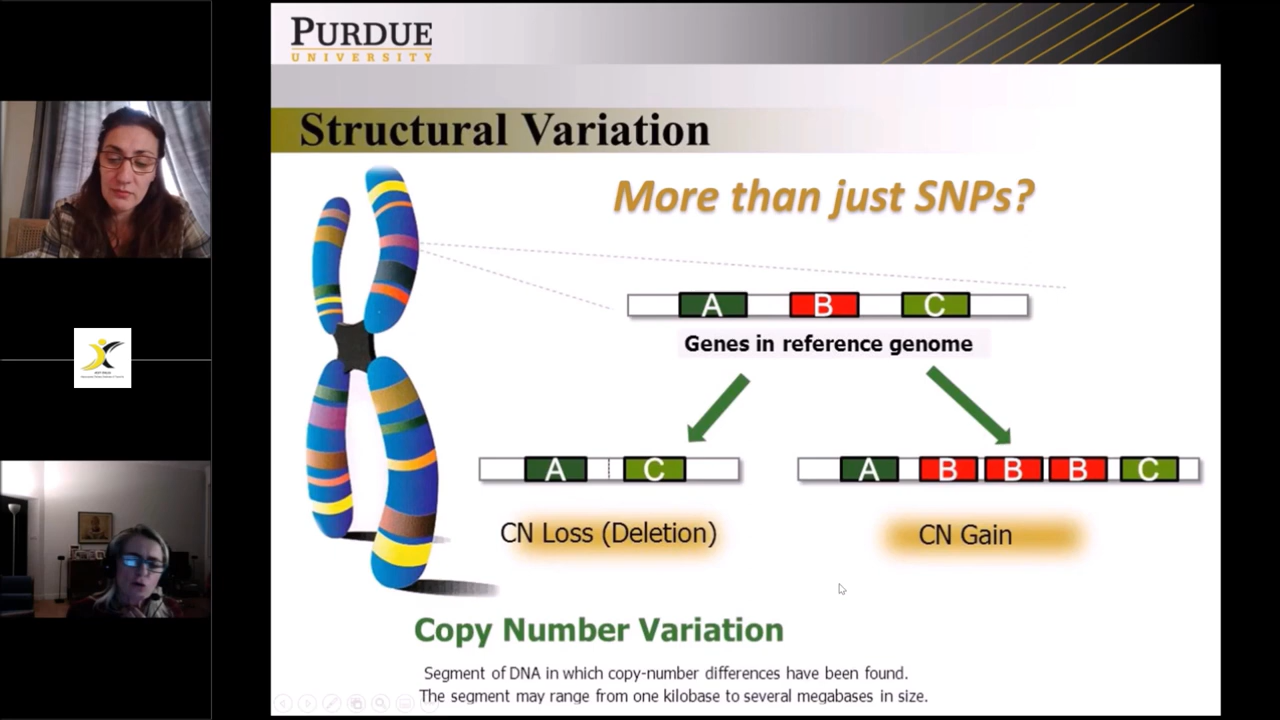 PURDUE
UNIVERSITY
Structural Variation
More than just SNPs?
A B C
Genes in reference genome
A C
A B B B C
CN Loss (Deletion)
CN Gain
Copy Number Variation
Segment of DNA in which copy-number differences have been found.
The segment may range from one kilobase to several megabases in size.